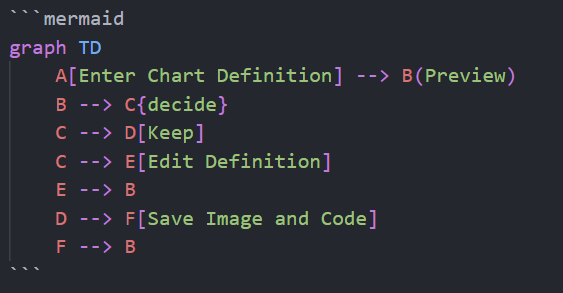 ```mermaid
graph TD
    A[Enter Chart Definition] --> B(Preview)
    B --> C{decide}
    C --> D[Keep]
    C --> E[Edit Definition]
    E --> B
    D --> F[Save Image and Code]
    F --> B
```